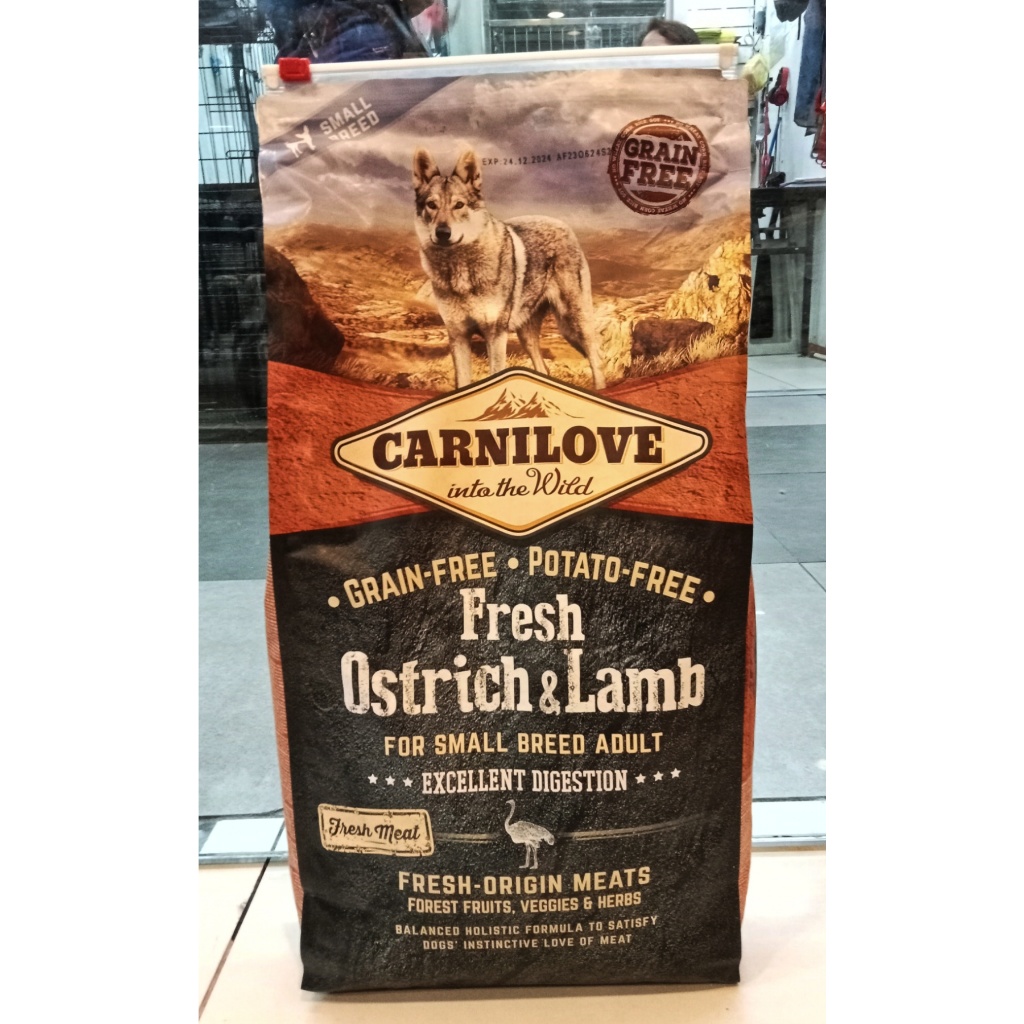 SMALL
BREED
EXP: 24.12.2024
GRAIN
FREE
CARNILOVE
into the Wild
• GRAIN-FREE • POTATO-FREE •
Fresh
Ostrich & Lamb
FOR SMALL BREED ADULT
EXCELLENT DIGESTION
Fresh Meat
FRESH-ORIGIN MEATS
FOREST FRUITS, VEGGIES & HERBS
BALANCED HOLISTIC FORMULA TO SATISFY
DOGS' INSTINCTIVE LOVE OF MEAT